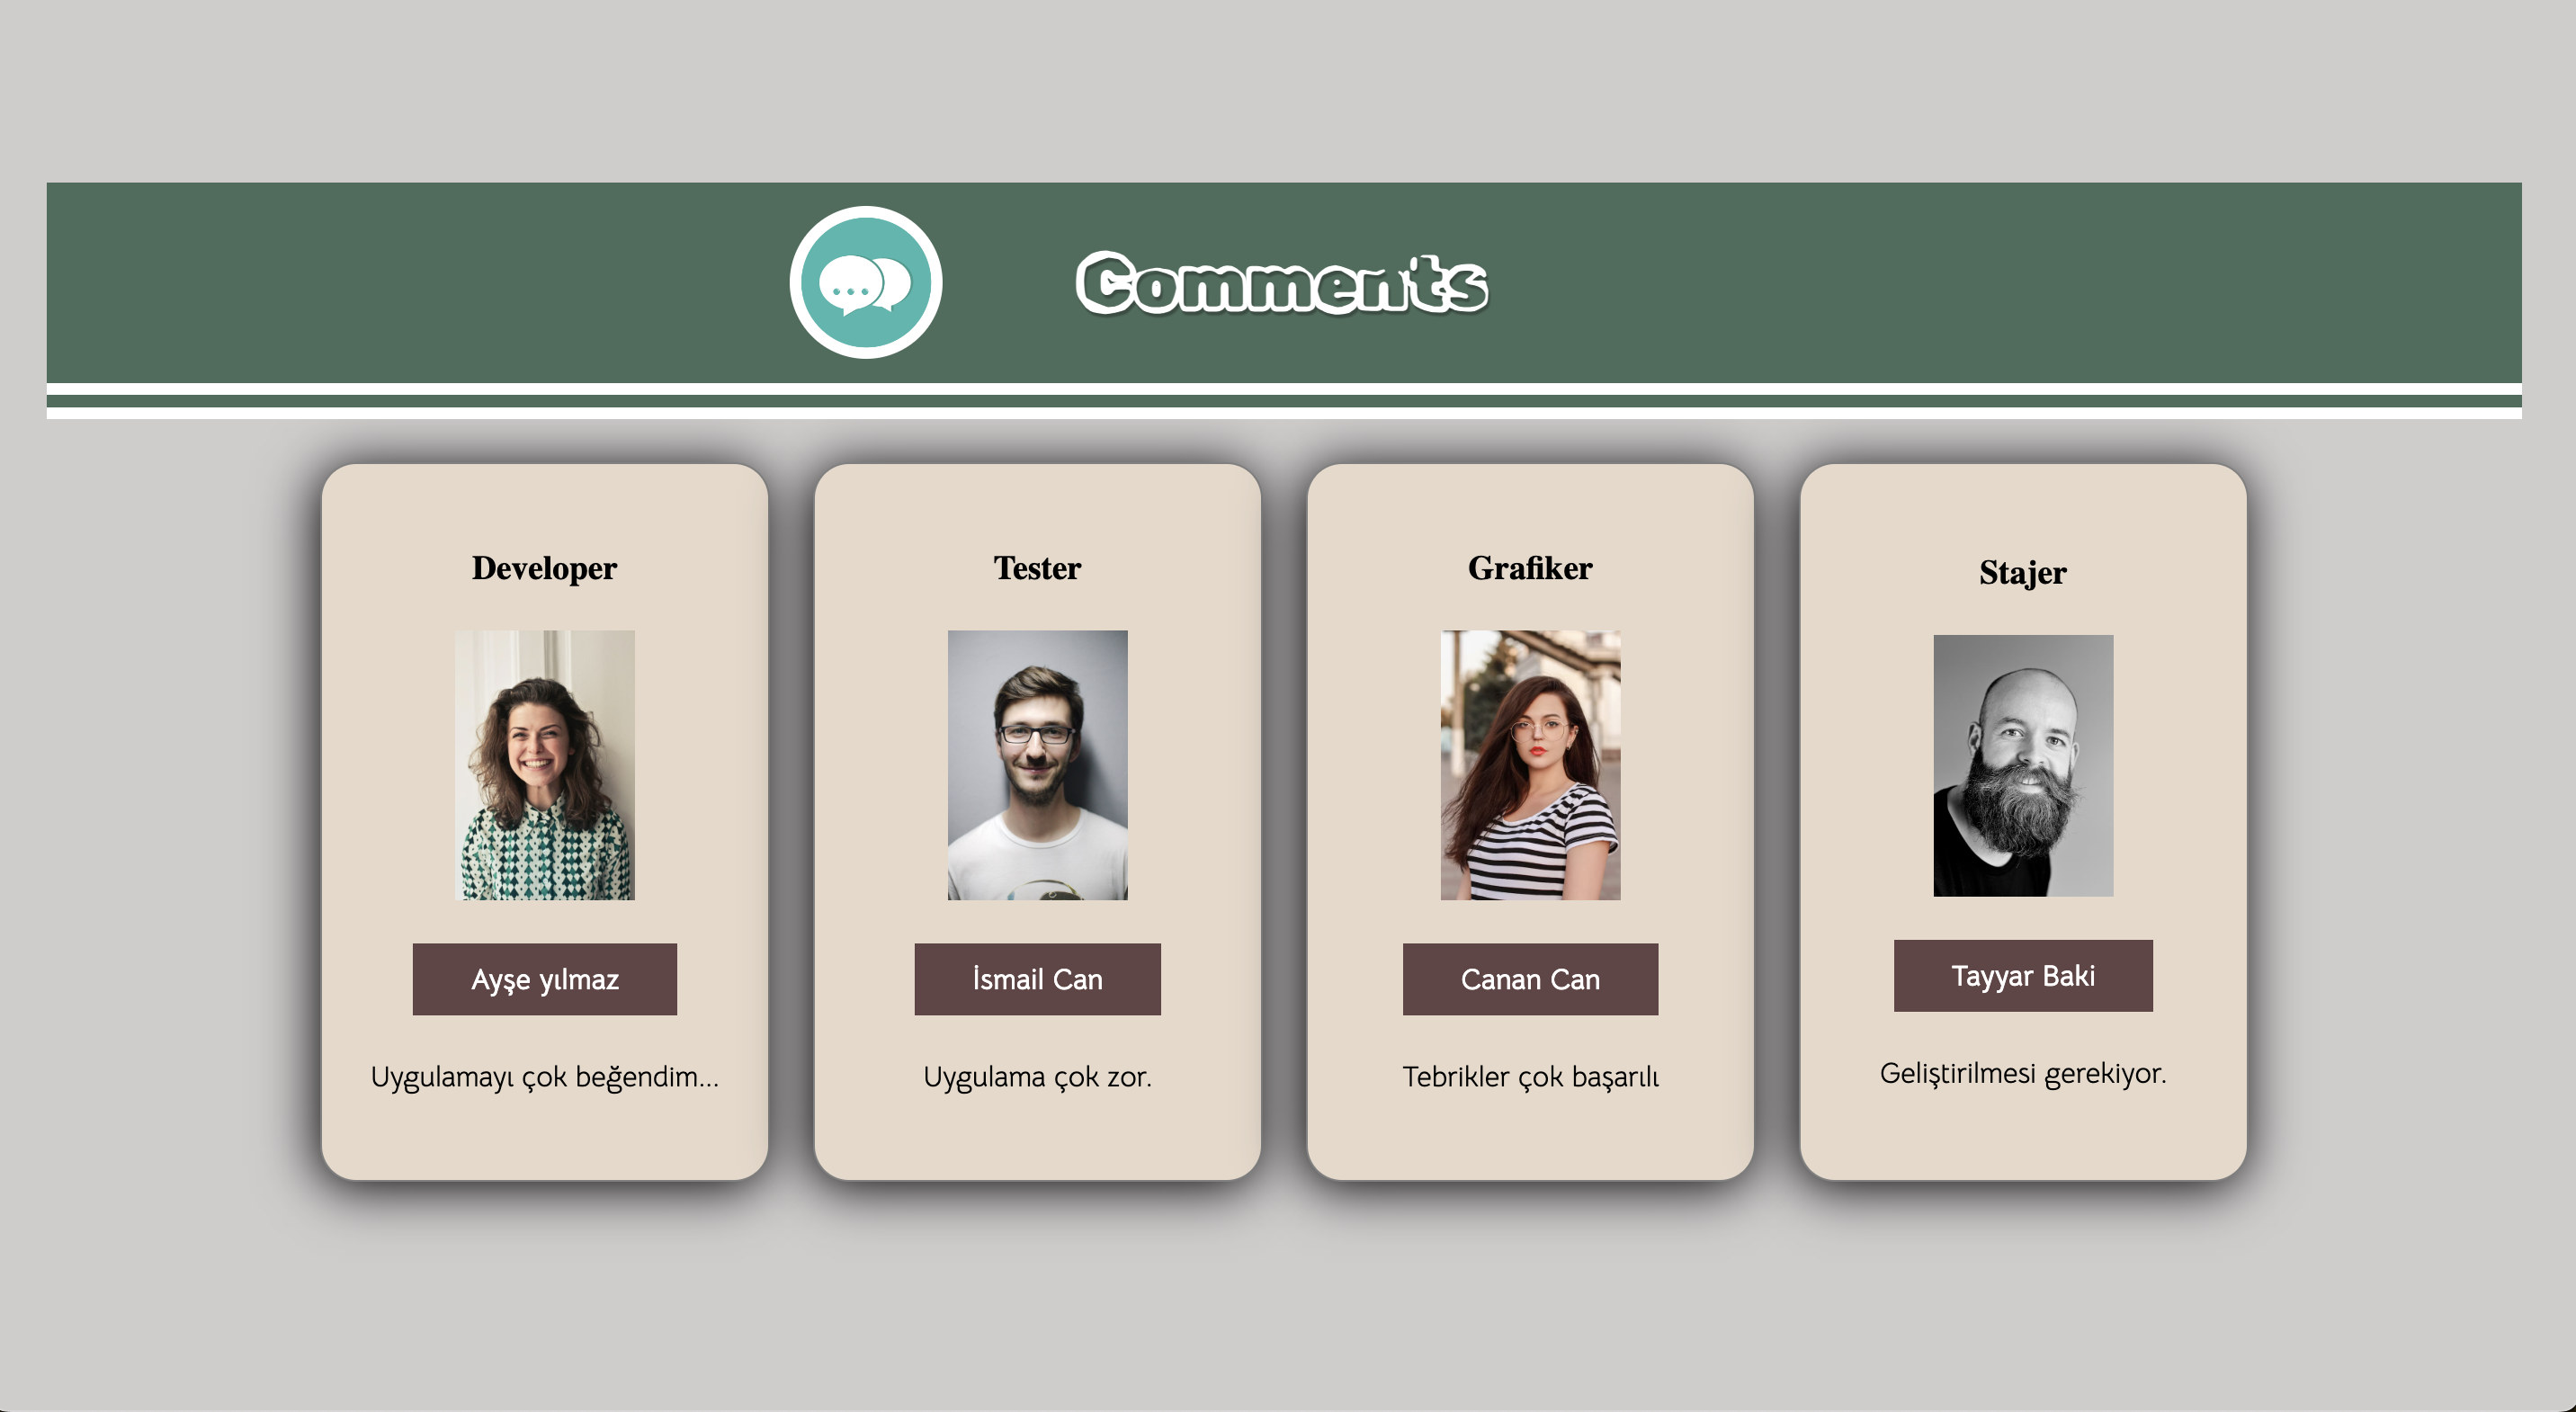 Comments
Developer
Ayşe yılmaz
Uygulamayı çok beğendim...
Tester
İsmail Can
Uygulama çok zor.
Grafiker
Canan Can
Tebrikler çok başarılı
Stajer
Tayyar Baki
Geliştirilmesi gerekiyor.